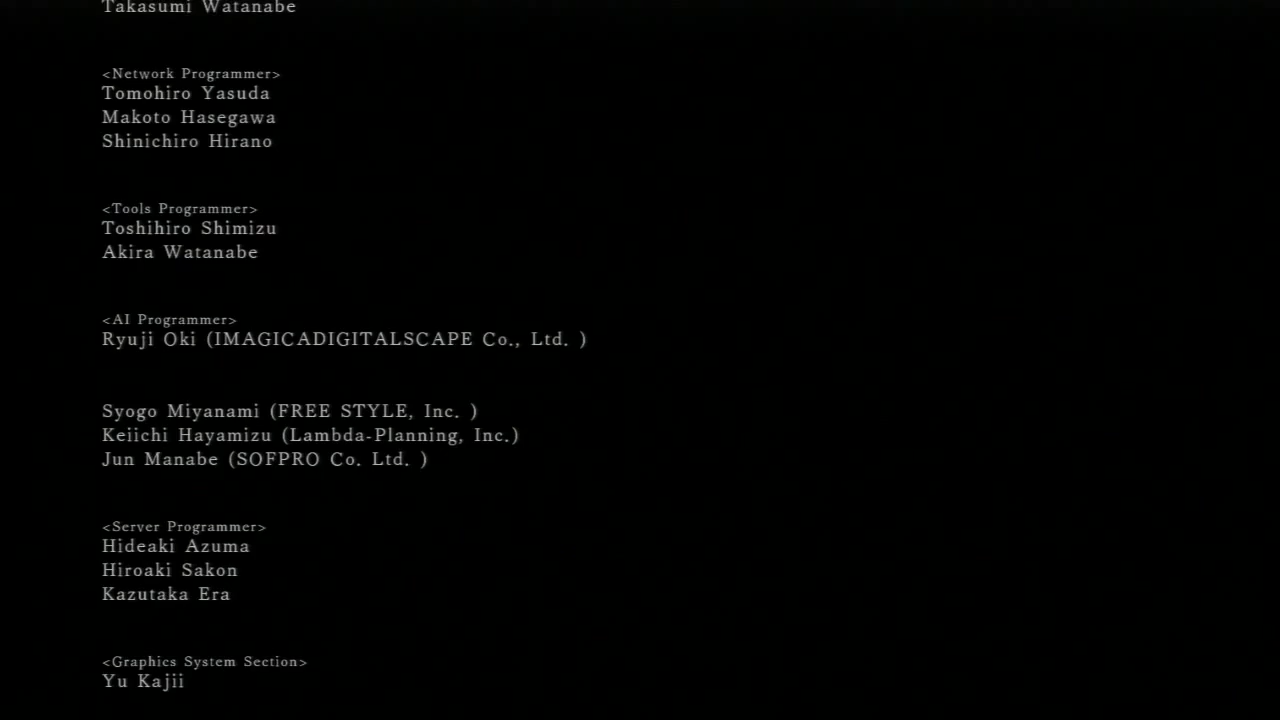 Takasumi Watanabe
<Network Programmer>
Tomohiro Yasuda
Makoto Hasegawa
Shinichiro Hirano
<Tools Programmer>
Toshihiro Shimizu
Akira Watanabe
<AI Programmer>
Ryuji Oki (IMAGICADIGITALSCAPE Co., Ltd. )
Syogo Miyanami (FREE STYLE, Inc. )
Keiichi Hayamizu (Lambda-Planning, Inc.)
Jun Manabe (SOFPRO Co. Ltd. )
<Server Programmer>
Hideaki Azuma
Hiroaki Sakon
Kazutaka Era
<Graphics System Section>
Yu Kajii